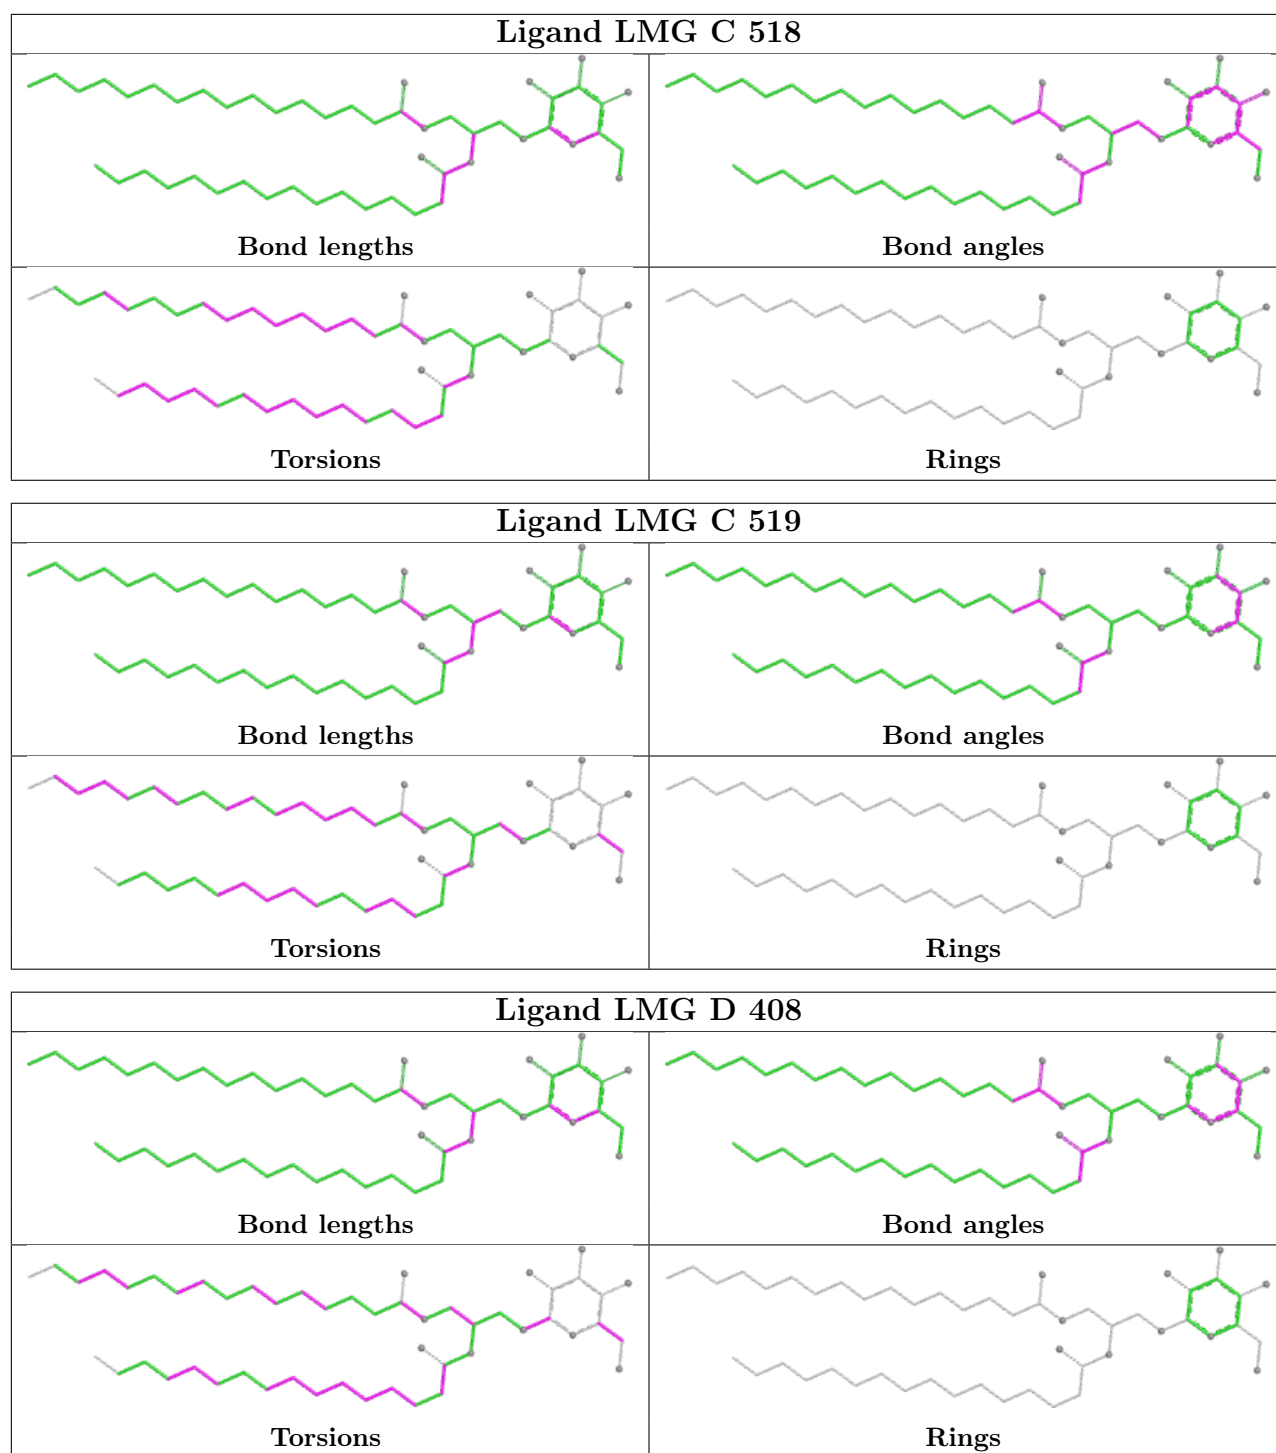 Ligand LMG C 518
Bond lengths
Bond angles
Torsions
Rings
Ligand LMG C 519
Bond lengths
Bond angles
Torsions
Rings
Ligand LMG D 408
Bond lengths
Bond angles
Torsions
Rings